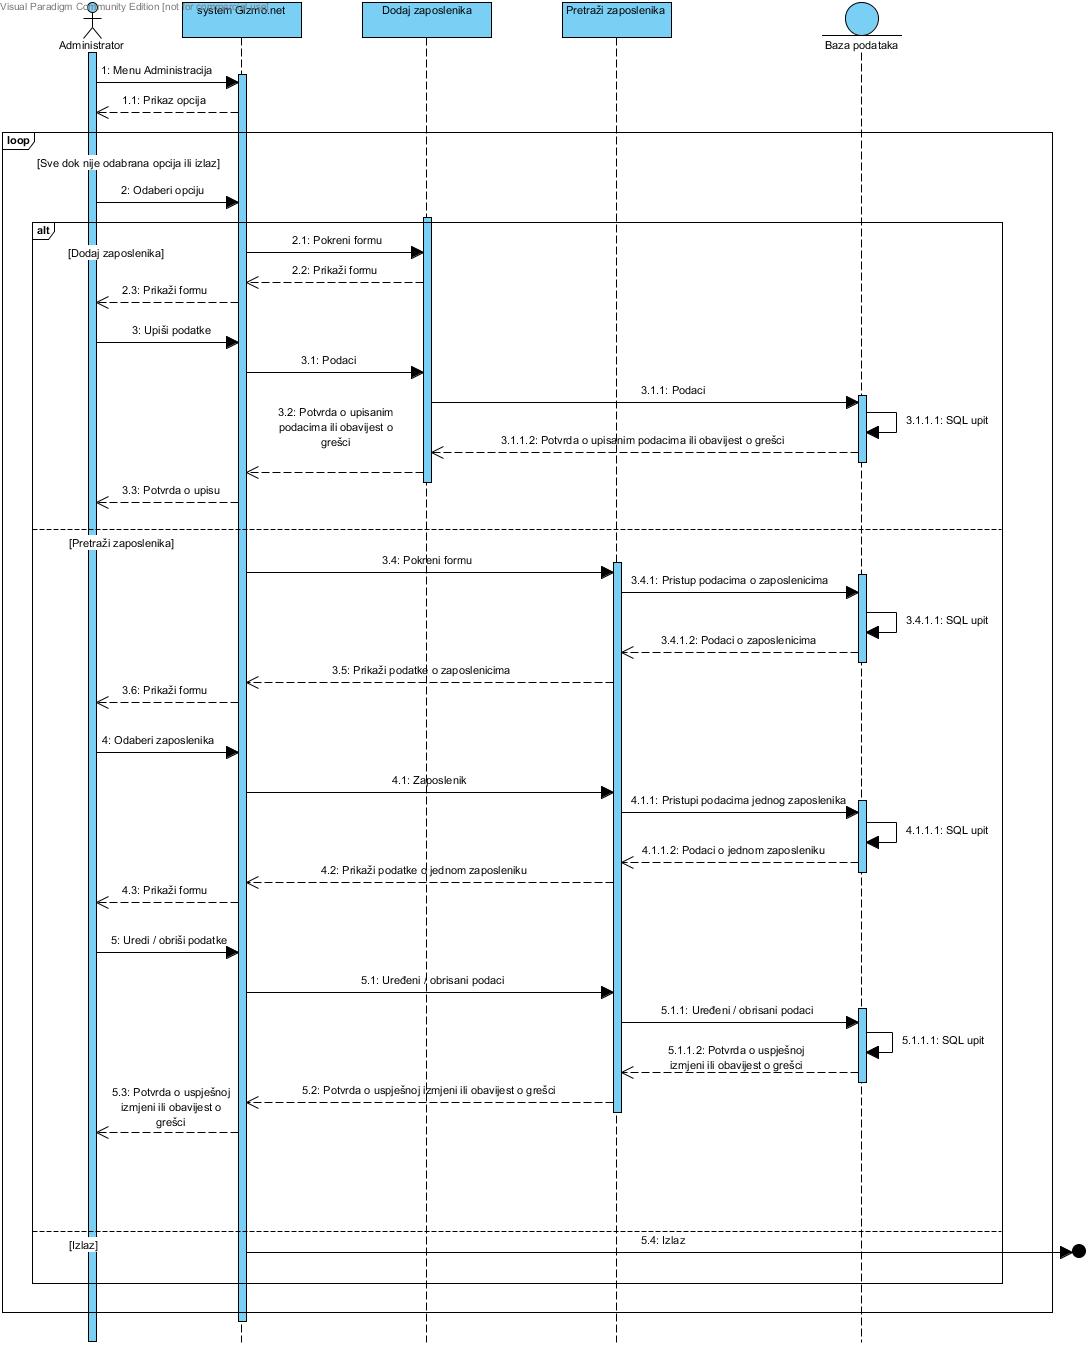 Visual Paradigm Community Edition [not for commercial use]
system Gizmo.net
Dodaj zaposlenika
Pretraži zaposlenika
Administrator
Baza podataka
1: Menu Administracija
1.1: Prikaz opcija
loop
[Sve dok nije odabrana opcija ili izlaz]
2: Odaberi opciju
alt
[Dodaj zaposlenika]
2.1: Pokreni formu
2.2: Prikaži formu
2.3: Prikaži formu
3: Upiši podatke
3.1: Podaci
3.1.1: Podaci
3.1.1.1: SQL upit
3.2: Potvrda o upisanim
podacima ili obavijest o
grešci
3.1.1.2: Potvrda o upisanim podacima ili obavijest o grešci
3.3: Potvrda o upisu
[Pretraži zaposlenika]
3.4: Pokreni formu
3.4.1: Pristup podacima o zaposlenicima
3.4.1.1: SQL upit
3.4.1.2: Podaci o zaposlenicima
3.5: Prikaži podatke o zaposlenicima
3.6: Prikaži formu
4: Odaberi zaposlenika
4.1: Zaposlenik
4.1.1: Pristupi podacima jednog zaposlenika
4.1.1.1: SQL upit
4.1.1.2: Podaci o jednom zaposleniku
4.2: Prikaži podatke o jednom zaposleniku
4.3: Prikaži formu
5: Uredi / obriši podatke
5.1: Uređeni / obrisani podaci
5.1.1: Uređeni / obrisani podaci
5.1.1.1: SQL upit
5.1.1.2: Potvrda o uspješnoj
izmjeni ili obavijest o grešci
5.2: Potvrda o uspješnoj izmjeni ili obavijest o grešci
5.3: Potvrda o uspješnoj
izmjeni ili obavijest o
grešci
[Izlaz]
5.4: Izlaz